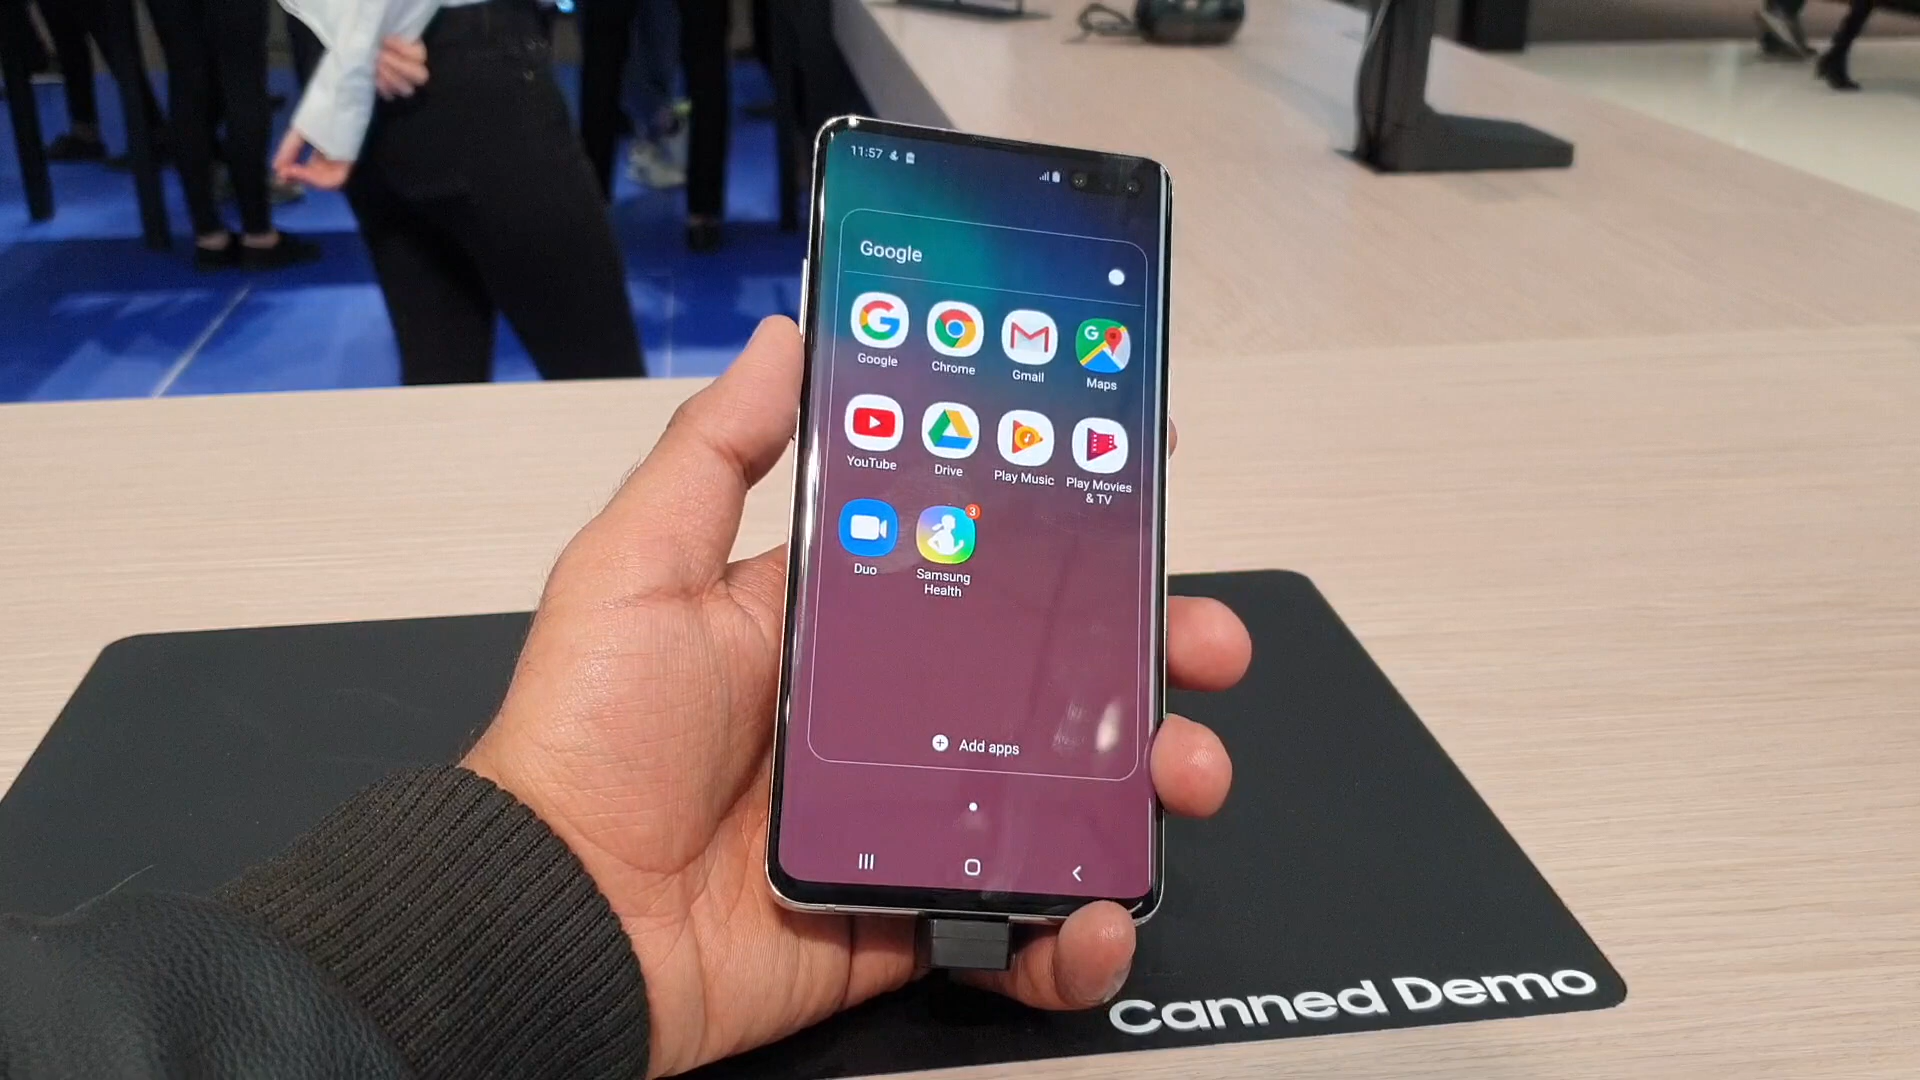 11:57
Google
Google
Chrome
Gmail
Maps
YouTube
Drive
Play Music
Play Movies
& TV
3
Duo
Samsung
Health
Add apps
Canned Demo